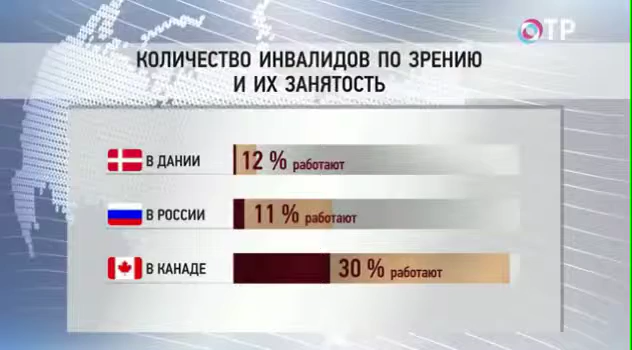 ОТР
КОЛИЧЕСТВО ИНВАЛИДОВ ПО ЗРЕНИЮ
И ИХ ЗАНЯТОСТЬ
В ДАНИИ 12 % работают
В РОССИИ 11 % работают
В КАНАДЕ 30 % работают